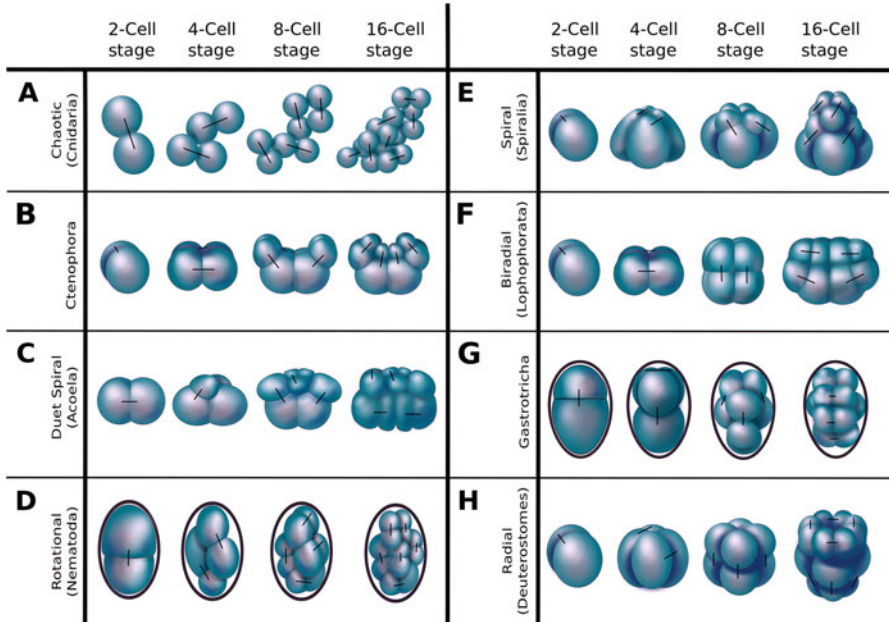 2-Cell
stage
4-Cell
stage
8-Cell
stage
16-Cell
stage
2-Cell
stage
4-Cell
stage
8-Cell
stage
16-Cell
stage
A
Chaotic
(Cnidaria)
B
Ctenophora
C
Duet Spiral
(Acoela)
D
Rotational
(Nematoda)
E
Spiral
(Spiralia)
F
Biradial
(Lophophorata)
G
Gastrotricha
H
Radial
(Deuterostomes)